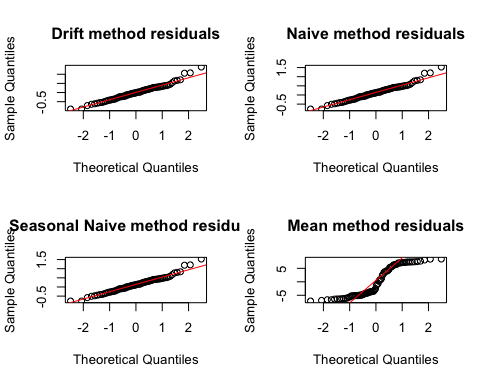 Drift method residuals
Sample Quantiles
-0.5
-2 -1 0 1 2
Theoretical Quantiles
Naive method residuals
Sample Quantiles
-0.5 1.5
-2 -1 0 1 2
Theoretical Quantiles
Seasonal Naive method residu
Sample Quantiles
-0.5 1.5
-2 -1 0 1 2
Theoretical Quantiles
Mean method residuals
Sample Quantiles
-5 5
-2 -1 0 1 2
Theoretical Quantiles